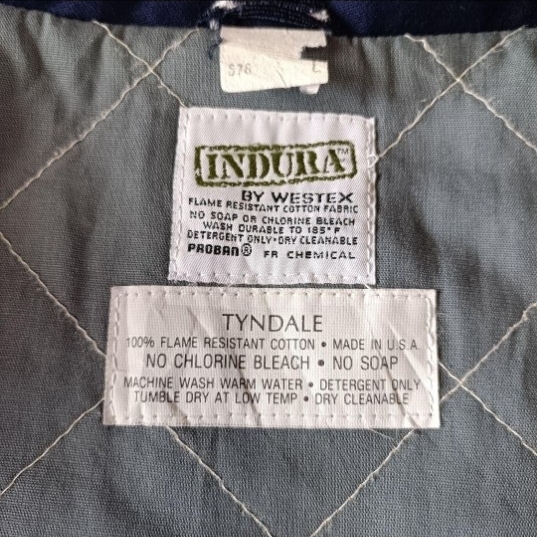 S76 L
INDURA™
BY WESTEX
FLAME RESISTANT COTTON FABRIC
NO SOAP OR CHLORINE BLEACH
WASH DURABLE TO 185° F
DETERGENT ONLY•DRY CLEANABLE
PROBAN® FR CHEMICAL
TYNDALE
100% FLAME RESISTANT COTTON • MADE IN U.S.A.
NO CHLORINE BLEACH • NO SOAP
MACHINE WASH WARM WATER • DETERGENT ONLY
TUMBLE DRY AT LOW TEMP • DRY CLEANABLE